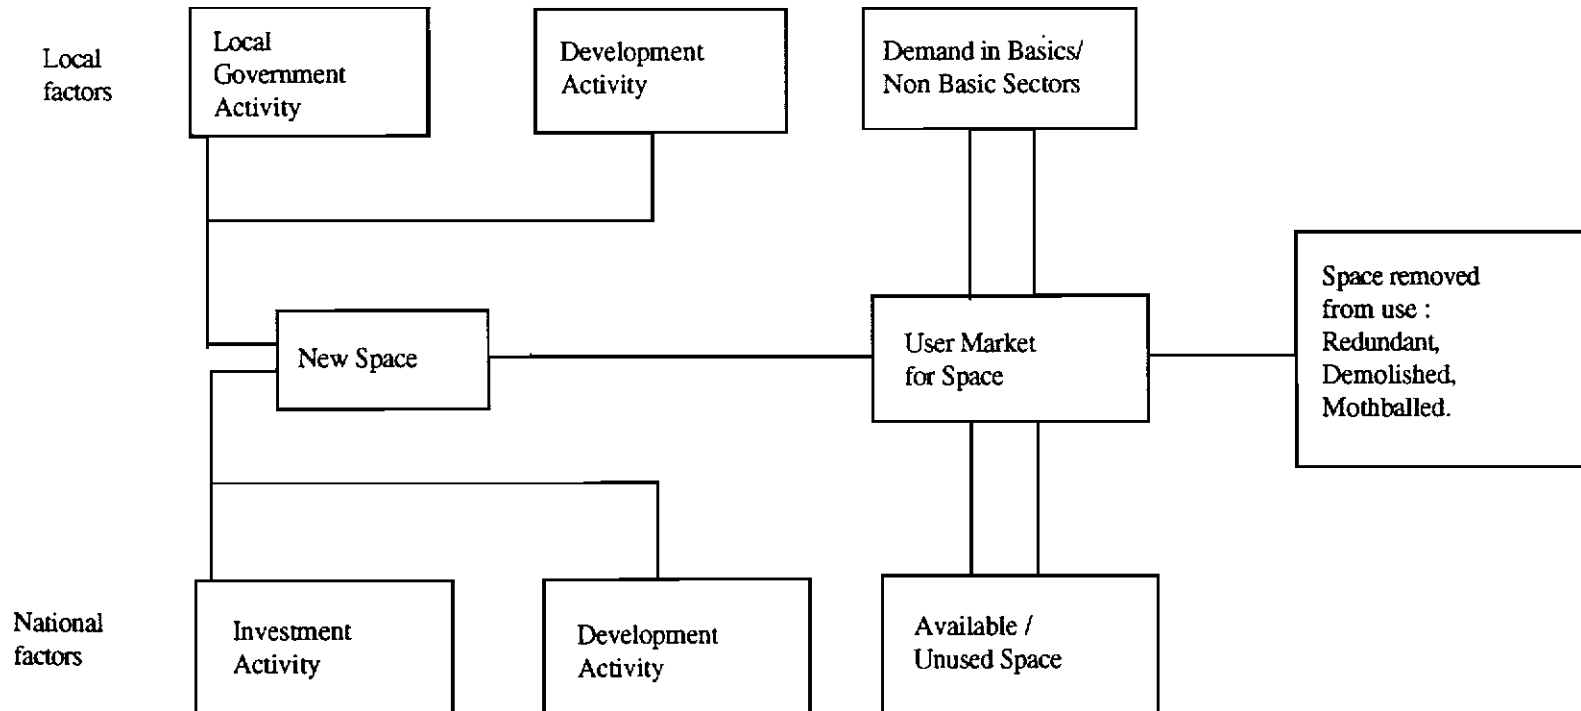 Local
factors
Local
Government
Activity
Development
Activity
Demand in Basics/
Non Basic Sectors
New Space
User Market
for Space
Space removed
from use :
Redundant,
Demolished,
Mothballed.
National
factors
Investment
Activity
Development
Activity
Available /
Unused Space